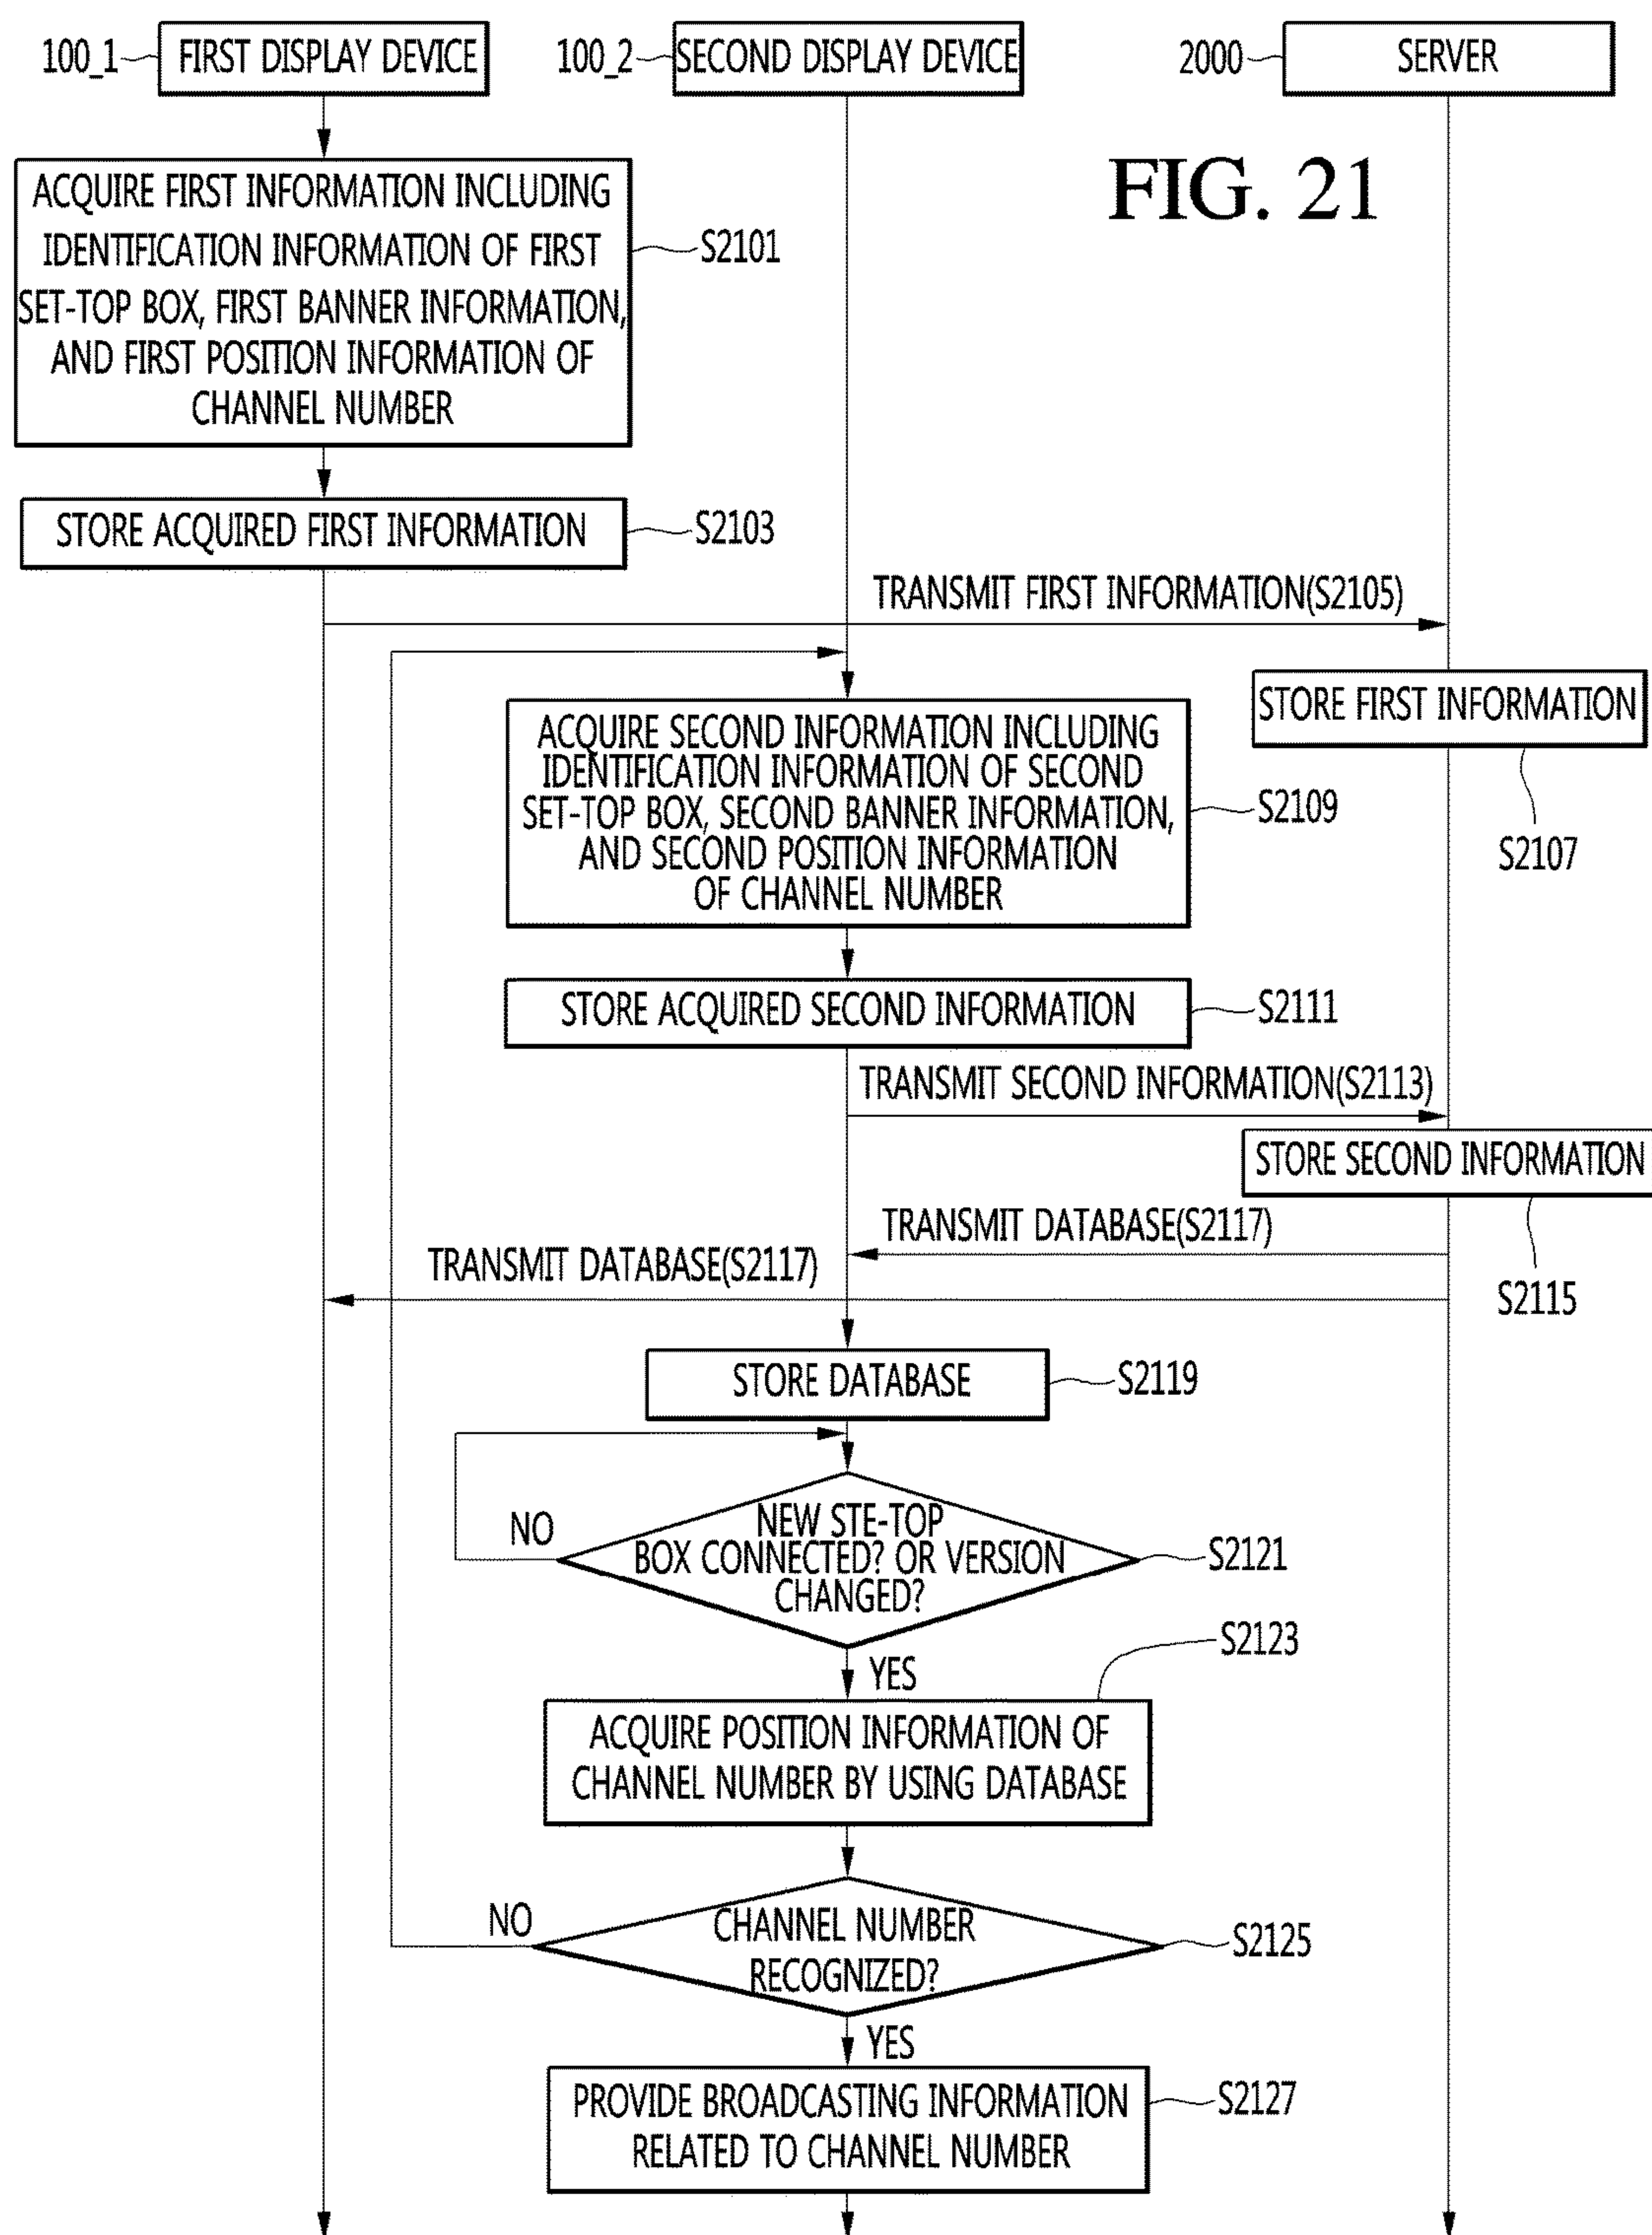 100_1
FIRST DISPLAY DEVICE
100_2
SECOND DISPLAY DEVICE
2000
SERVER
FIG. 21
ACQUIRE FIRST INFORMATION INCLUDING
IDENTIFICATION INFORMATION OF FIRST
SET-TOP BOX, FIRST BANNER INFORMATION,
AND FIRST POSITION INFORMATION OF
CHANNEL NUMBER
S2101
STORE ACQUIRED FIRST INFORMATION
S2103
TRANSMIT FIRST INFORMATION(S2105)
STORE FIRST INFORMATION
S2107
ACQUIRE SECOND INFORMATION INCLUDING
IDENTIFICATION INFORMATION OF SECOND
SET-TOP BOX, SECOND BANNER INFORMATION,
AND SECOND POSITION INFORMATION
OF CHANNEL NUMBER
S2109
STORE ACQUIRED SECOND INFORMATION
S2111
TRANSMIT SECOND INFORMATION(S2113)
STORE SECOND INFORMATION
S2115
TRANSMIT DATABASE(S2117)
TRANSMIT DATABASE(S2117)
STORE DATABASE
S2119
NEW STE-TOP
BOX CONNECTED? OR VERSION
CHANGED?
S2121
NO
YES
S2123
ACQUIRE POSITION INFORMATION OF
CHANNEL NUMBER BY USING DATABASE
CHANNEL NUMBER
RECOGNIZED?
S2125
NO
YES
PROVIDE BROADCASTING INFORMATION
RELATED TO CHANNEL NUMBER
S2127